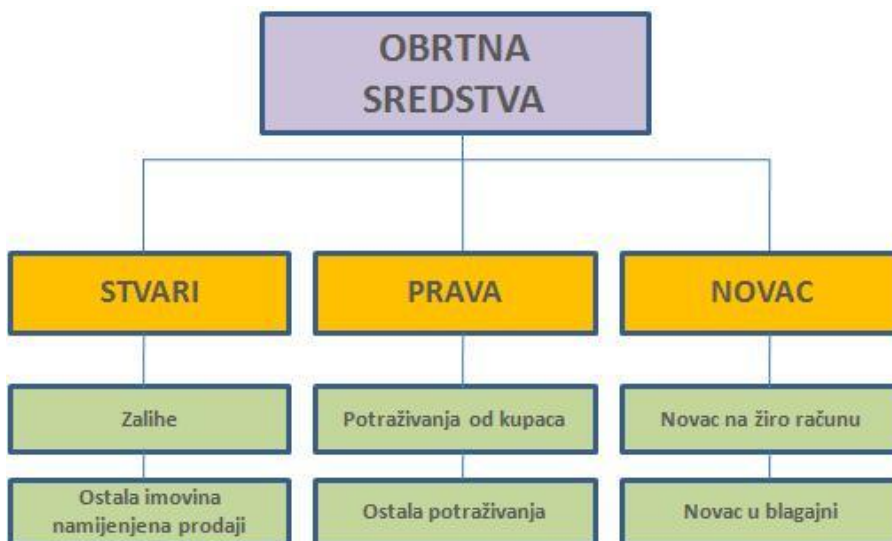 OBRTNA
SREDSTVA
STVARI
PRAVA
NOVAC
Zalihe
Potraživanja od kupaca
Novac na žiro računu
Ostala imovina
namijenjena prodaji
Ostala potraživanja
Novac u blagajni